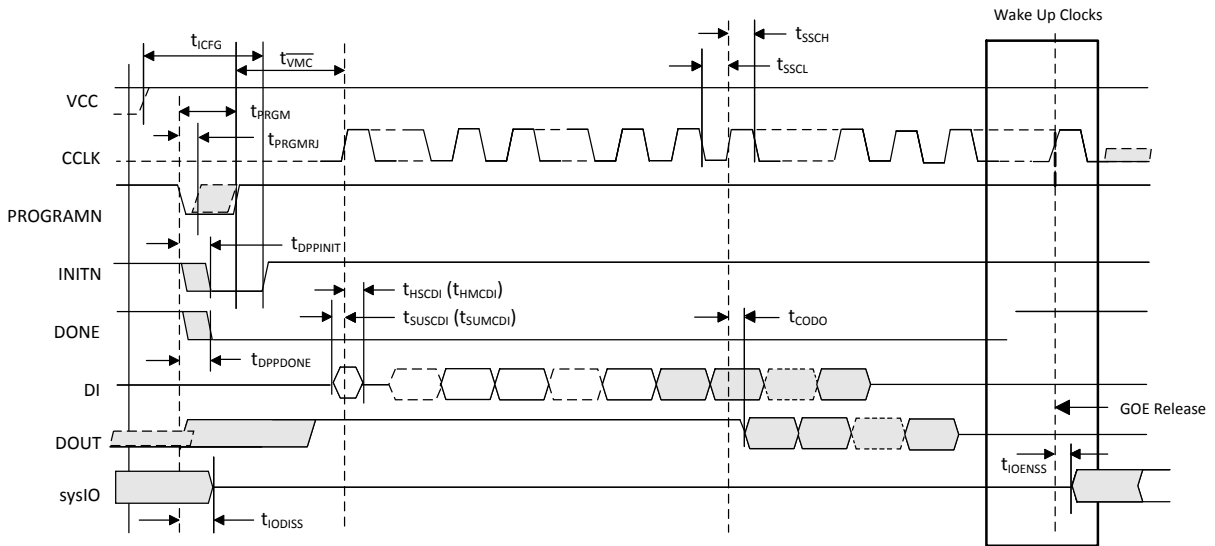 Wake Up Clocks
tICFG
tVMC
tSSCH
tSSCL
VCC
tPRGM
tPRGMRJ
CCLK
PROGRAMN
tDPPINIT
INITN
tHSCDI (tHMCDI)
tSUSCDI (tSUMCDI)
DONE
tCODO
tDPPDONE
DI
GOE Release
DOUT
tIOENSS
sysIO
tIODISS